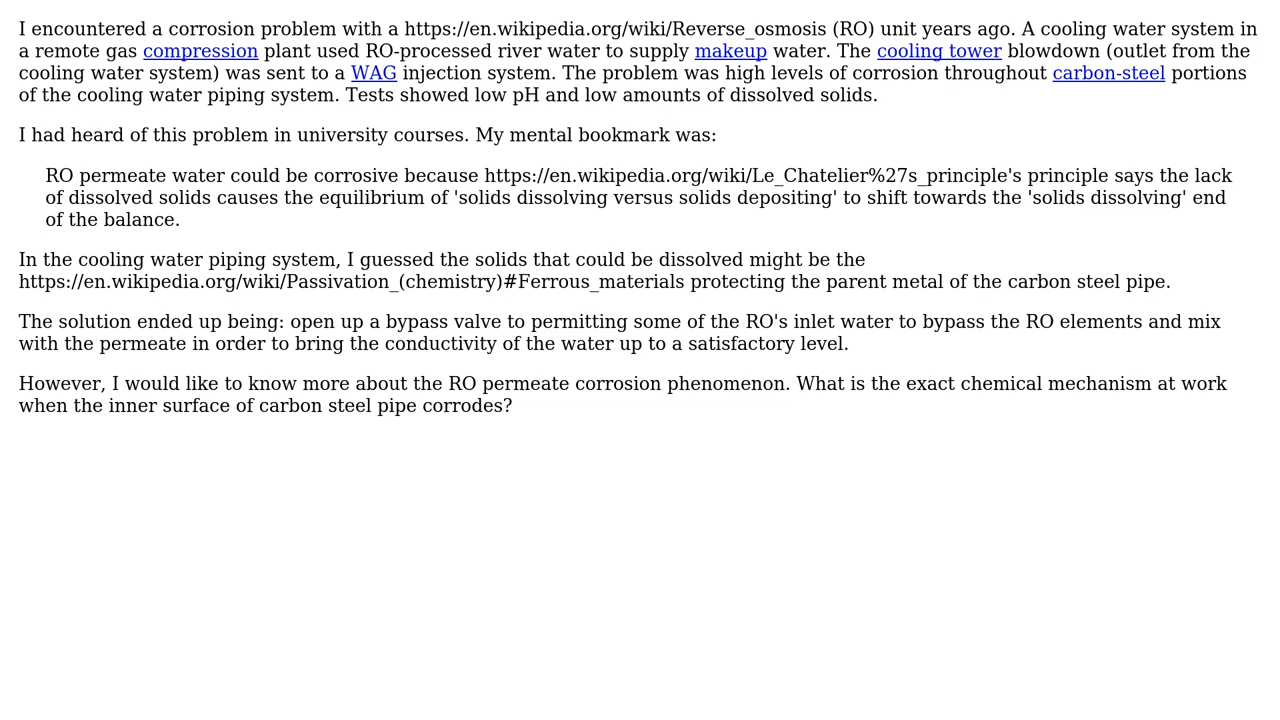 I encountered a corrosion problem with a https://en.wikipedia.org/wiki/Reverse_osmosis (RO) unit years ago. A cooling water system in
a remote gas compression plant used RO-processed river water to supply makeup water. The cooling tower blowdown (outlet from the
cooling water system) was sent to a WAG injection system. The problem was high levels of corrosion throughout carbon-steel portions
of the cooling water piping system. Tests showed low pH and low amounts of dissolved solids.
I had heard of this problem in university courses. My mental bookmark was:
RO permeate water could be corrosive because https://en.wikipedia.org/wiki/Le_Chatelier%27s_principle's principle says the lack
of dissolved solids causes the equilibrium of 'solids dissolving versus solids depositing' to shift towards the 'solids dissolving' end
of the balance.
In the cooling water piping system, I guessed the solids that could be dissolved might be the
https://en.wikipedia.org/wiki/Passivation_(chemistry)#Ferrous_materials protecting the parent metal of the carbon steel pipe.
The solution ended up being: open up a bypass valve to permitting some of the RO's inlet water to bypass the RO elements and mix
with the permeate in order to bring the conductivity of the water up to a satisfactory level.
However, I would like to know more about the RO permeate corrosion phenomenon. What is the exact chemical mechanism at work
when the inner surface of carbon steel pipe corrodes?